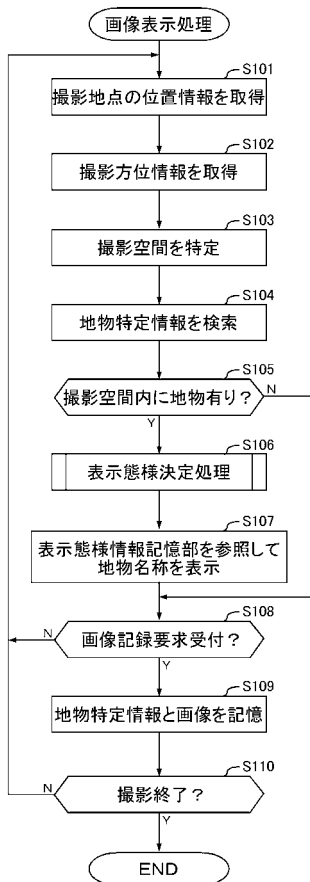 画像表示処理
S101
撮影地点の位置情報を取得
S102
撮影方位情報を取得
S103
撮影空間を特定
S104
地物特定情報を検索
S105
撮影空間内に地物有り?
N
Y
S106
表示態様決定処理
S107
表示態様情報記憶部を参照して
地物名称を表示
S108
N
画像記録要求受付?
Y
S109
地物特定情報と画像を記憶
S110
N
撮影終了?
Y
END